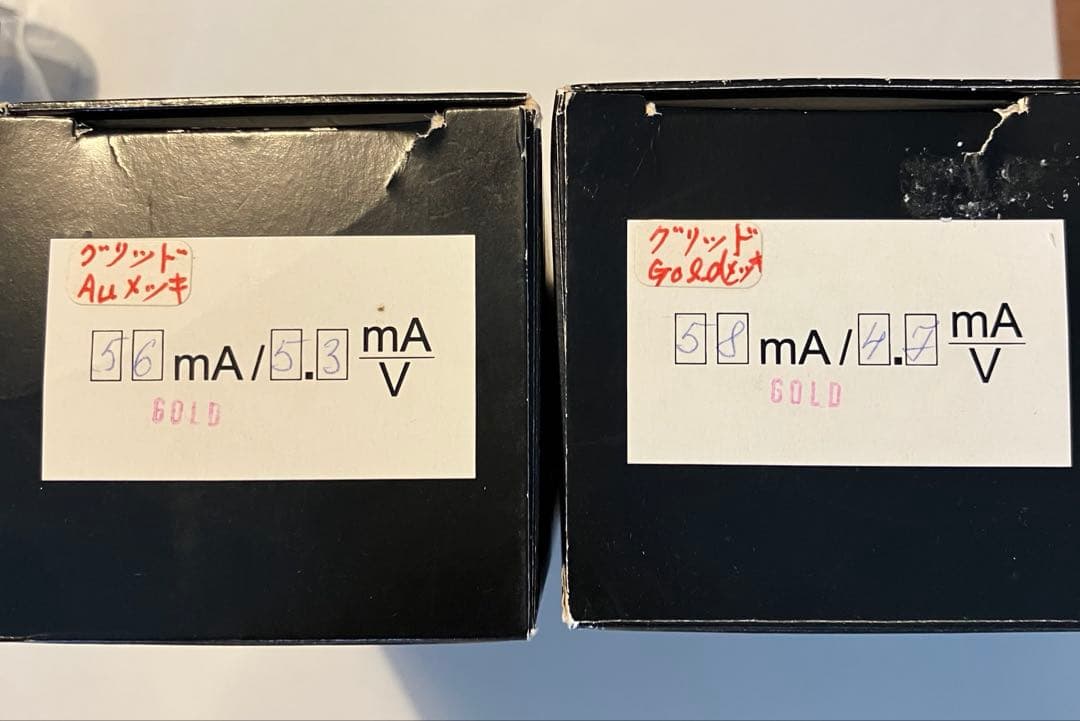 グリッド
Auメッキ
56 mA/5.3 mA/V
GOLD
グリッド
Goldメッキ
58 mA/4.7 mA/V
GOLD